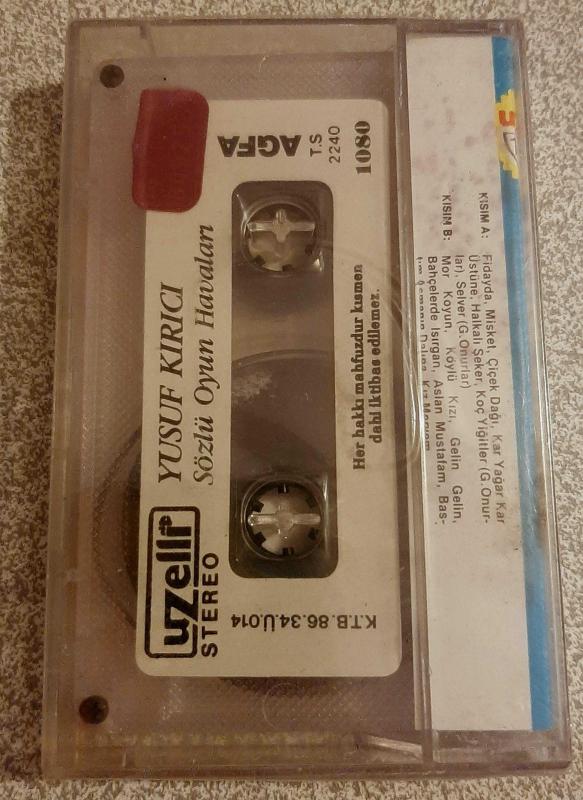 uzelli
STEREO
YUSUF KIRICI
Sözlü Oyun Havaları
AGFA
T.S
2240
1080
Her hakkı mahfuzdur kısmen
dahi iktibas edilemez.
K.T.B. 86.34.Ü.014
KISIM A: Fidayda, Misket, Çiçek Dağı, Kar Yağar Kar
Üstüne, Halkalı Şeker, Koç Yiğitler (G.Onur-
lar), Selver (G.Onurlar)
KISIM B: Mor Koyun, Köylü Kızı, Gelin Gelin,
Bahçelerde Isırgan, Aslan Mustafam, Bas-